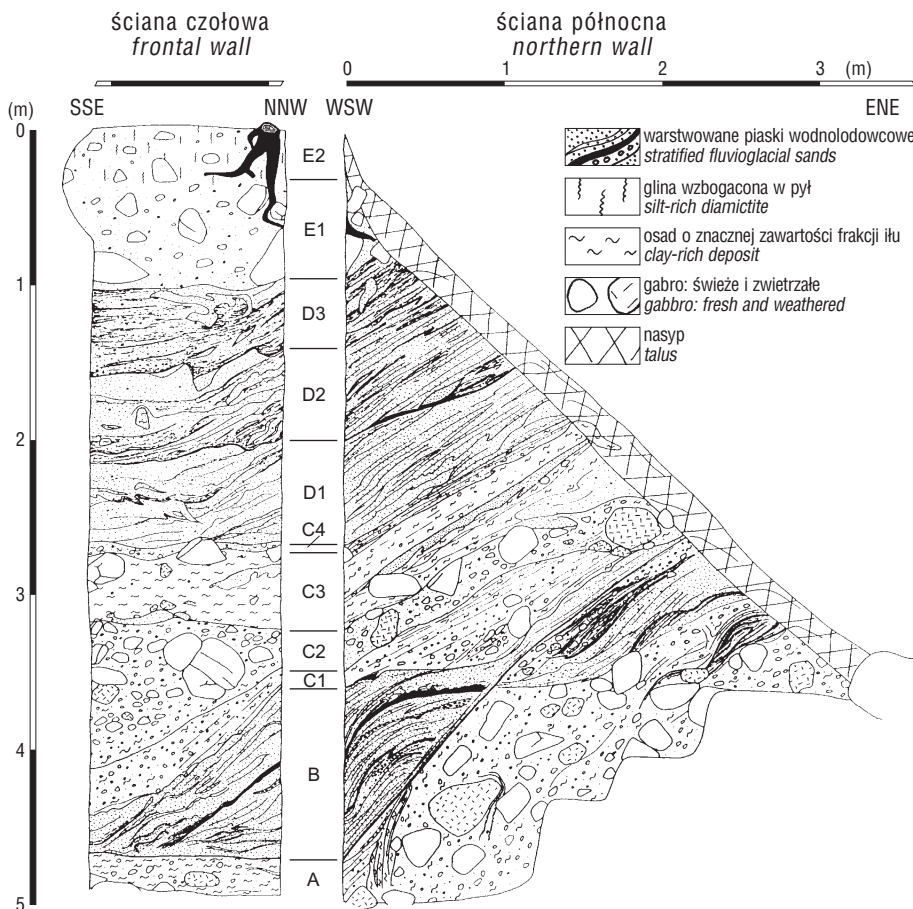 ściana czołowa
frontal wall
ściana północna
northern wall
0 1 2 3 (m)
(m) SSE NNW WSW ENE
0
1
2
3
4
5
E2
E1
D3
D2
D1
C4
C3
C2
C1
B
A
warstwowane piaski wodnolodowcowe
stratified fluvioglacial sands
glina wzbogacona w pył
silt-rich diamictite
osad o znacznej zawartości frakcji iłu
clay-rich deposit
gabro: świeże i zwietrzałe
gabbro: fresh and weathered
nasyp
talus